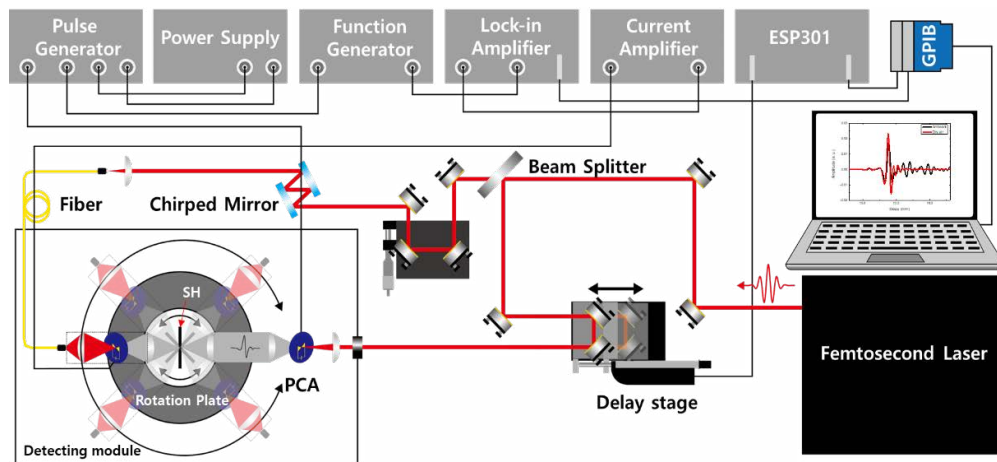 Pulse
Generator
Power Supply
Function
Generator
Lock-in
Amplifier
Current
Amplifier
ESP301
GPIB
Beam Splitter
Fiber
Chirped Mirror
SH
PCA
Rotation Plate
Detecting module
Delay stage
Femtosecond Laser